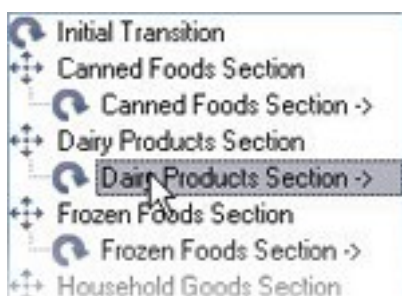 Initial Transition
Canned Foods Section
Canned Foods Section ->
Dairy Products Section
Dairy Products Section ->
Frozen Foods Section
Frozen Foods Section ->
Household Goods Section